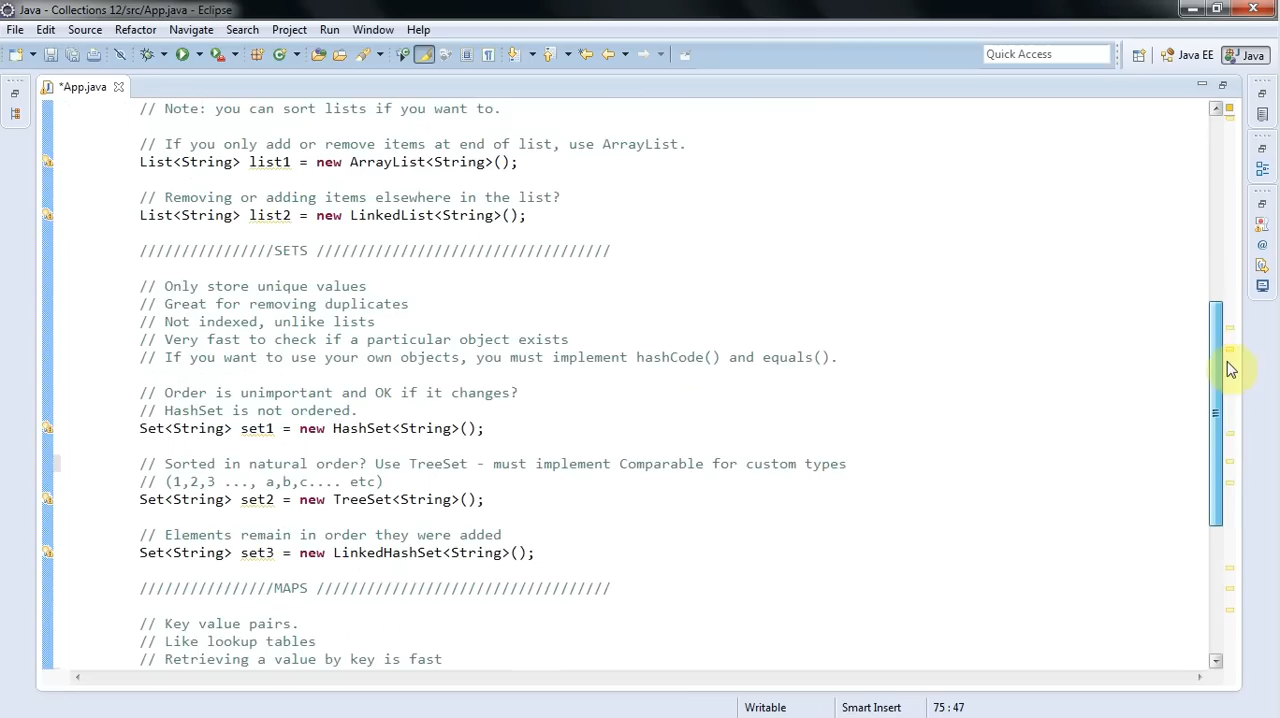 Java - Collections 12/src/App.java - Eclipse
File Edit Source Refactor Navigate Search Project Run Window Help
Quick Access
Java EE
Java
*App.java
// Note: you can sort lists if you want to.
// If you only add or remove items at end of list, use ArrayList.
List<String> list1 = new ArrayList<String>();
// Removing or adding items elsewhere in the list?
List<String> list2 = new LinkedList<String>();
////////////////SETS ///////////////////////////////////
// Only store unique values
// Great for removing duplicates
// Not indexed, unlike lists
// Very fast to check if a particular object exists
// If you want to use your own objects, you must implement hashCode() and equals().
// Order is unimportant and OK if it changes?
// HashSet is not ordered.
Set<String> set1 = new HashSet<String>();
// Sorted in natural order? Use TreeSet - must implement Comparable for custom types
// (1,2,3 ..., a,b,c.... etc)
Set<String> set2 = new TreeSet<String>();
// Elements remain in order they were added
Set<String> set3 = new LinkedHashSet<String>();
////////////////MAPS ///////////////////////////////////
// Key value pairs.
// Like lookup tables
// Retrieving a value by key is fast
Writable
Smart Insert
75 : 47